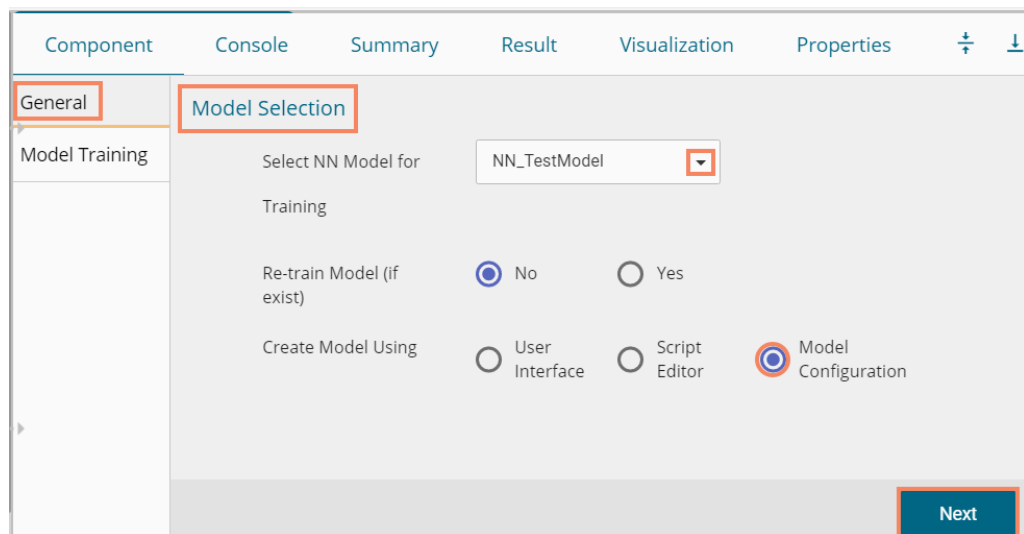 Component Console Summary Result Visualization Properties
General
Model Training
Model Selection
Select NN Model for
Training
NN_TestModel
Re-train Model (if
exist)
No
Yes
Create Model Using
User
Interface
Script
Editor
Model
Configuration
Next